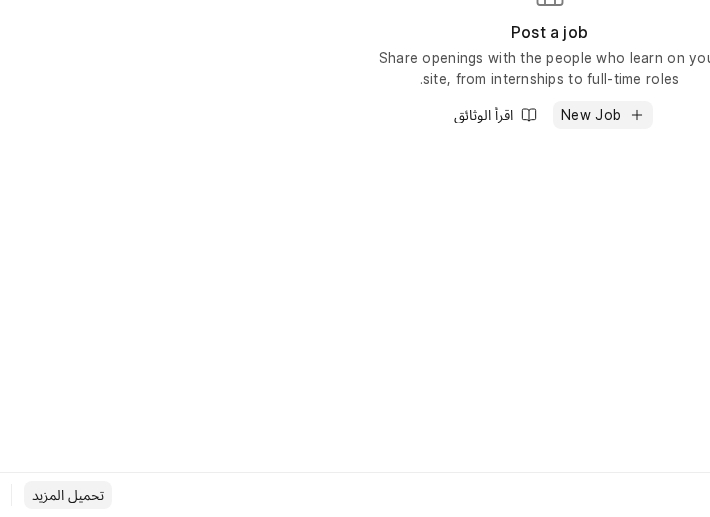 Post a job
Share openings with the people who learn on
site, from internships to full-time roles.
New Job
اقرأ الوثائق
تحميل المزيد